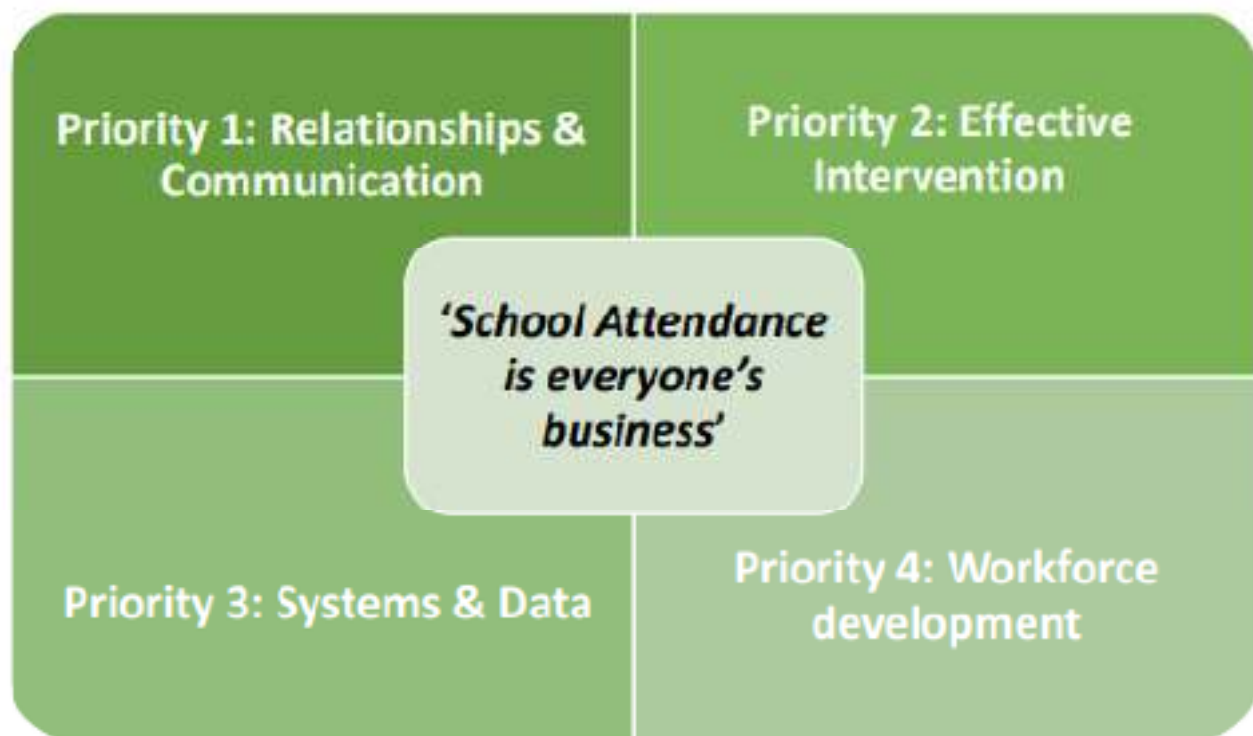 Priority 1: Relationships &
Communication
Priority 2: Effective
Intervention
‘School Attendance
is everyone’s
business’
Priority 3: Systems & Data
Priority 4: Workforce
development